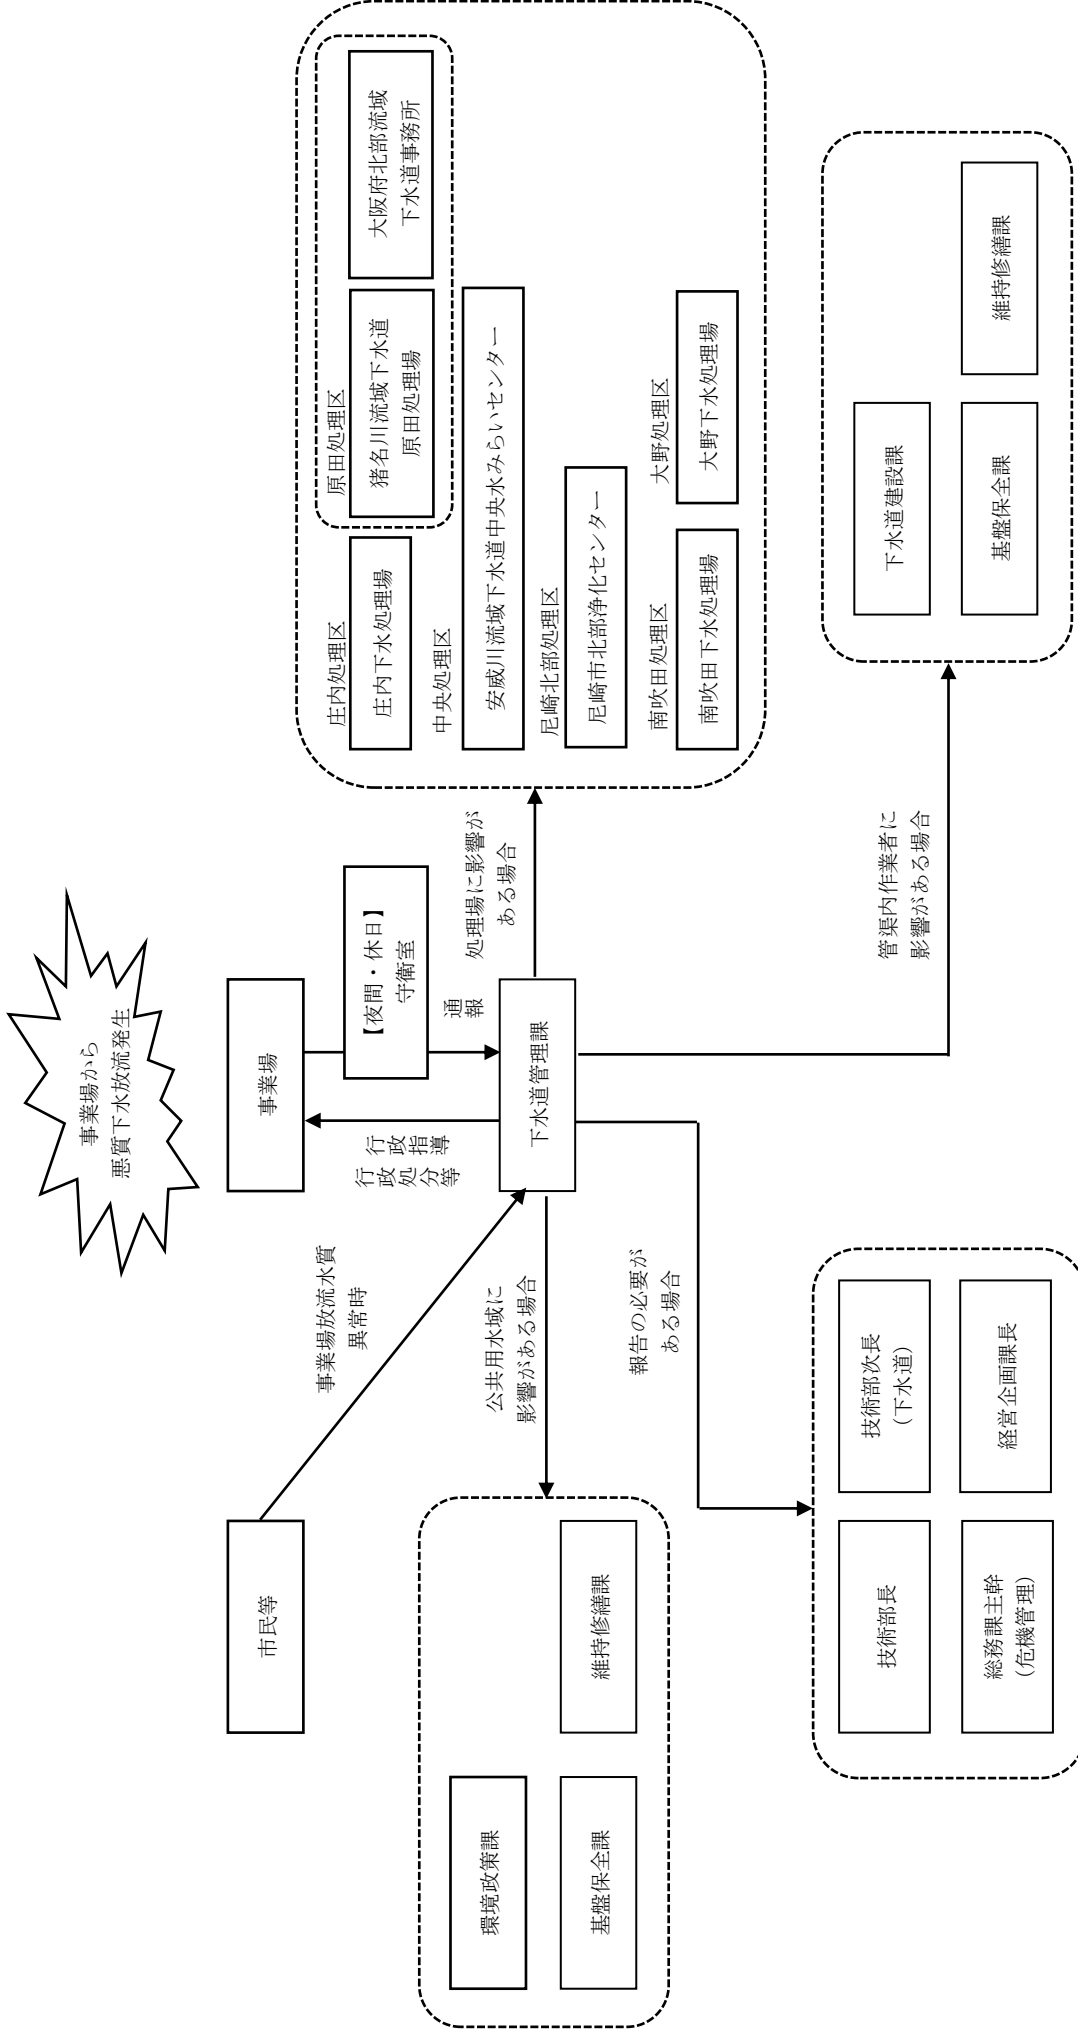 事業場から
悪質下水放流発生
市民等
事業場
事業場放流水質
異常時
行政指導
行政処分等
【夜間・休日】
守衛室
通報
下水道管理課
公共用水域に
影響がある場合
報告の必要が
ある場合
処理場に影響が
ある場合
管渠内作業者に
影響がある場合
環境政策課
基盤保全課
維持修繕課
技術部長
技術部次長
(下水道)
総務課主幹
(危機管理)
経営企画課長
庄内処理区
庄内下水処理場
原田処理区
猪名川流域下水道
原田処理場
大阪府北部流域
下水道事務所
中央処理区
安威川流域下水道中央水みらいセンター
尼崎北部処理区
尼崎市北部浄化センター
南吹田処理区
南吹田下水処理場
大野処理区
大野下水処理場
下水道建設課
基盤保全課
維持修繕課